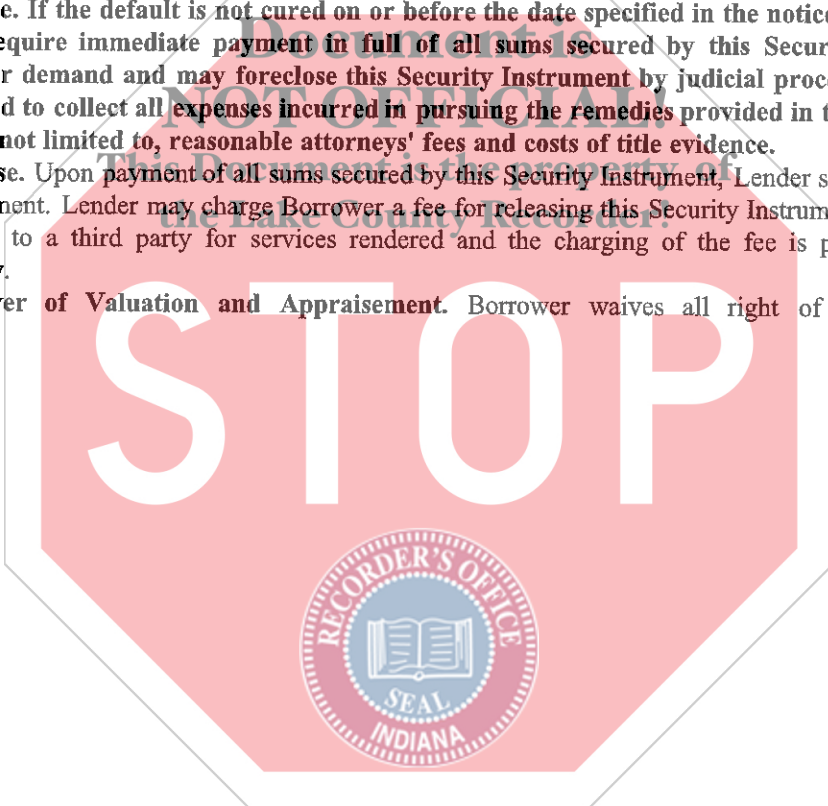 e. If the default is not cured on or before the date specified in the notice
equire immediate payment in full of all sums secured by this Secur
r demand and may foreclose this Security Instrument by judicial proc
d to collect all expenses incurred in pursuing the remedies provided in t
not limited to, reasonable attorneys' fees and costs of title evidence.
se. Upon payment of all sums secured by this Security Instrument, Lender s
nent. Lender may charge Borrower a fee for releasing this Security Instrum
to a third party for services rendered and the charging of the fee is p
.
er of Valuation and Appraisement. Borrower waives all right of
Document is
NOT OFFICIAL!
This Document is the property of
the Lake County Recorder!
STOP
RECORDER'S OFFICE
SEAL
INDIANA